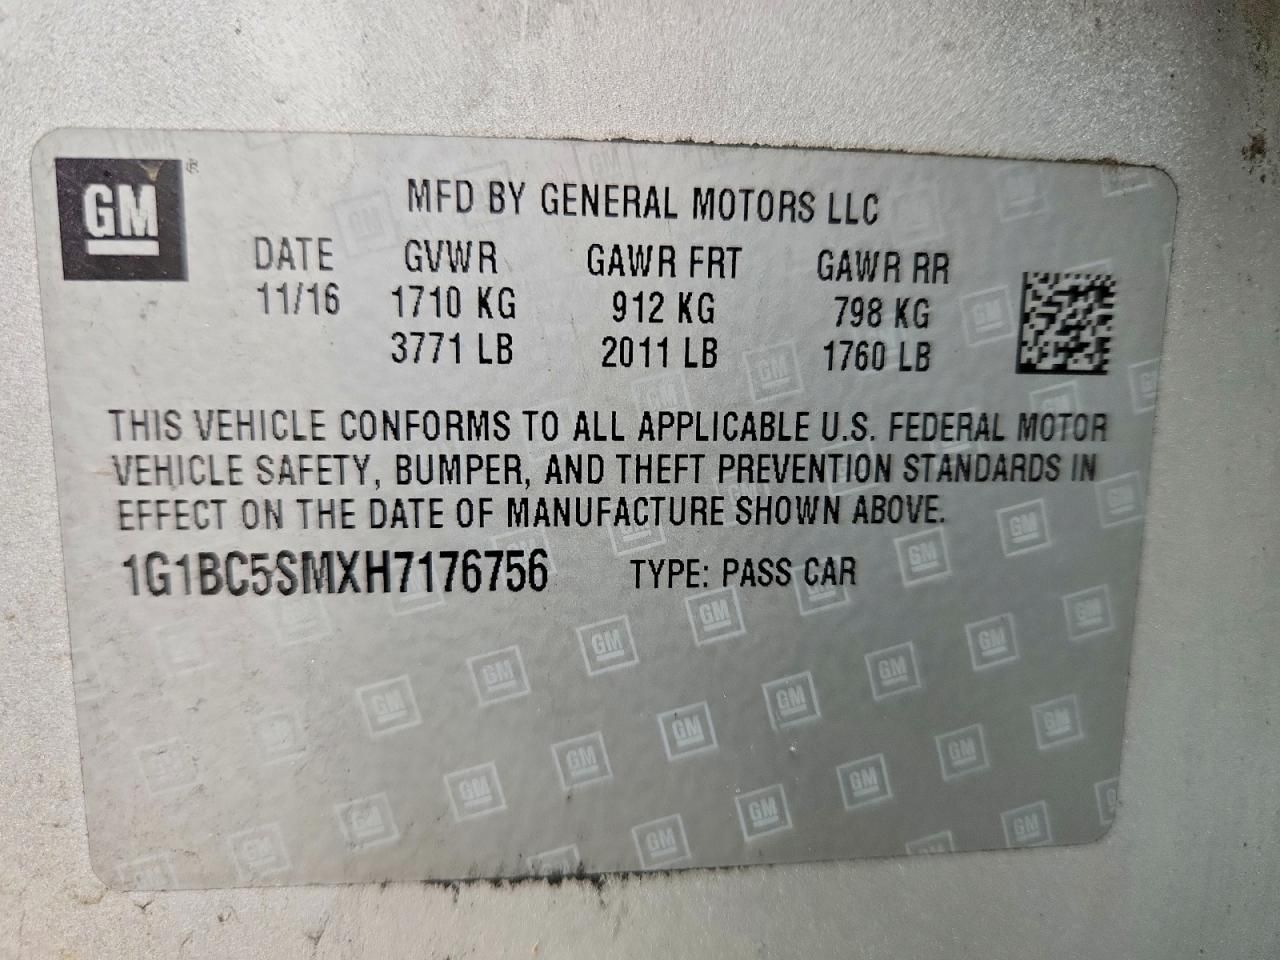 GM
MFD BY GENERAL MOTORS LLC
DATE GVWR GAWR FRT GAWR RR
11/16 1710 KG 912 KG 798 KG
3771 LB 2011 LB 1760 LB
THIS VEHICLE CONFORMS TO ALL APPLICABLE U.S. FEDERAL MOTOR
VEHICLE SAFETY, BUMPER, AND THEFT PREVENTION STANDARDS IN
EFFECT ON THE DATE OF MANUFACTURE SHOWN ABOVE.
1G1BC5SMXH7176756 TYPE: PASS CAR